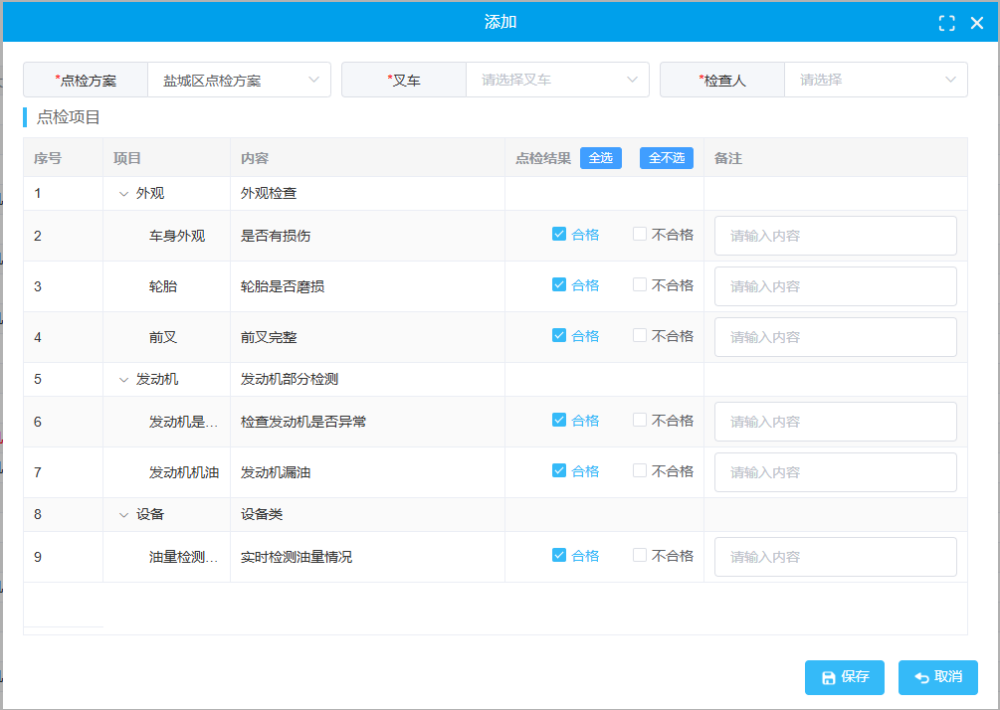 添加
*点检方案 盐城区点检方案 *叉车 请选择叉车 *检查人 请选择
点检项目
序号 项目 内容 点检结果 全选 全不选 备注
1 外观 外观检查
2 车身外观 是否有损伤 合格 不合格 请输入内容
3 轮胎 轮胎是否磨损 合格 不合格 请输入内容
4 前叉 前叉完整 合格 不合格 请输入内容
5 发动机 发动机部分检测
6 发动机是... 检查发动机是否异常 合格 不合格 请输入内容
7 发动机机油 发动机漏油 合格 不合格 请输入内容
8 设备 设备类
9 油量检测... 实时检测油量情况 合格 不合格 请输入内容
保存 取消